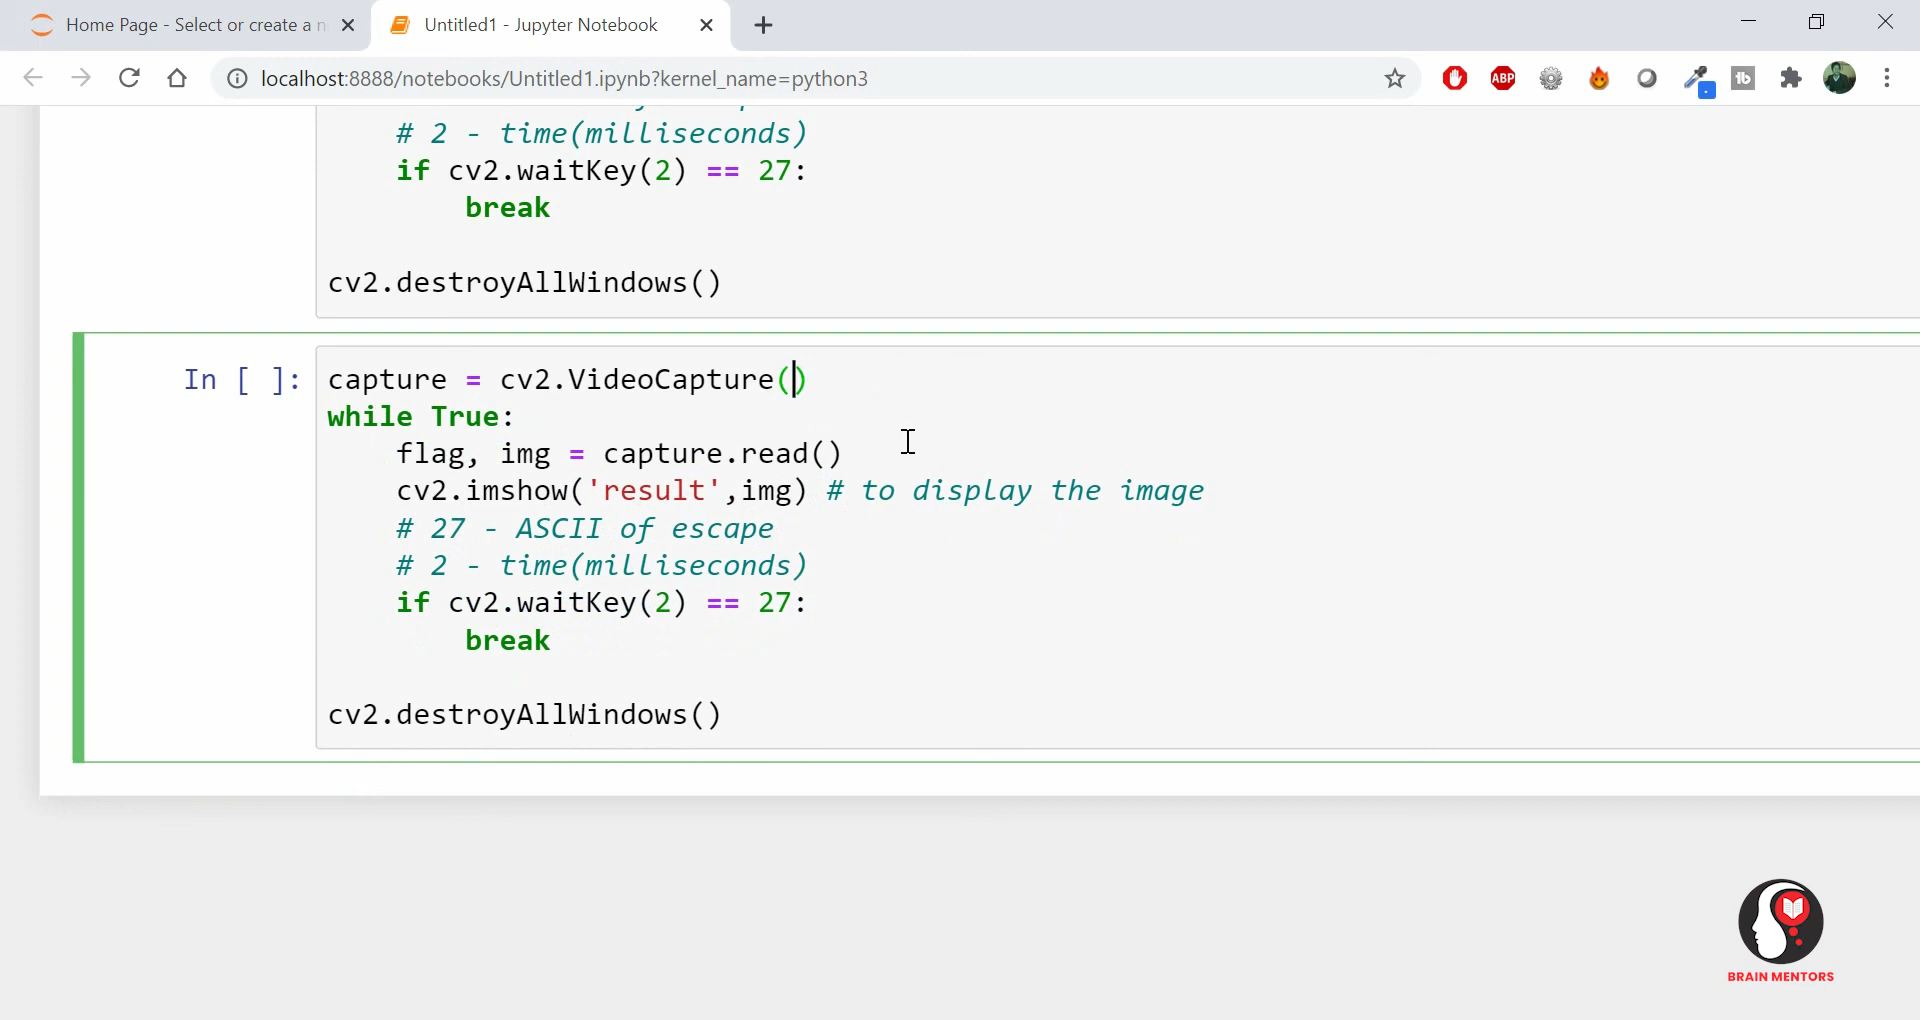 Home Page - Select or create a n
Untitled1 - Jupyter Notebook
localhost:8888/notebooks/Untitled1.ipynb?kernel_name=python3
ABP
# 2 - time(milliseconds)
if cv2.waitKey(2) == 27:
break
cv2.destroyAllWindows()
In [ ]:
capture = cv2.VideoCapture()
while True:
flag, img = capture.read()
cv2.imshow('result',img) # to display the image
# 27 - ASCII of escape
# 2 - time(milliseconds)
if cv2.waitKey(2) == 27:
break
cv2.destroyAllWindows()
BRAIN MENTORS